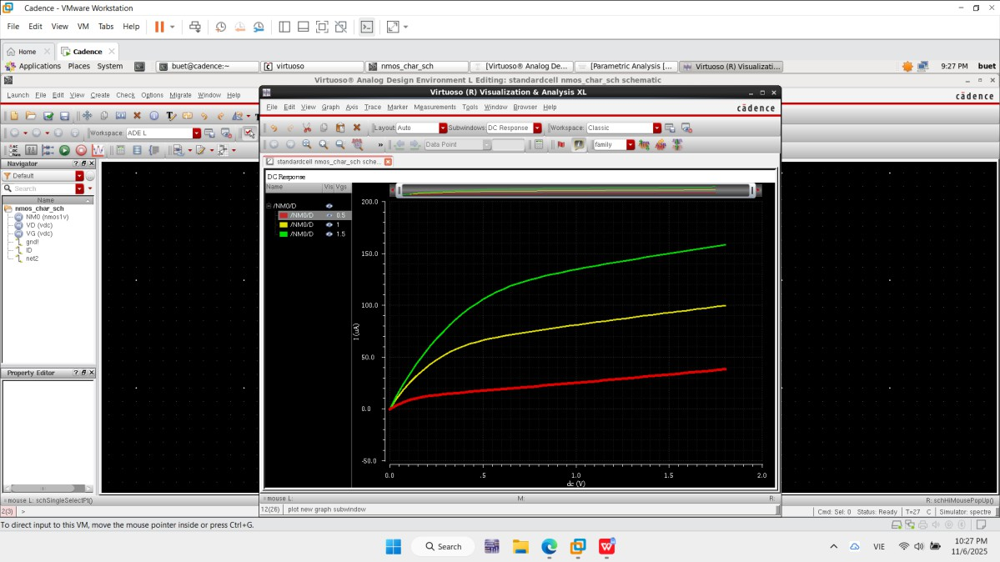 Cadence - VMware Workstation
File Edit View VM Tabs Help
Home Cadence
Applications Places System buet@cadence:~ virtuoso nmos_char_sch [Virtuoso® Analog De... [Parametric Analysis [... Virtuoso (R) Visualizati... 9:27 PM buet
Virtuoso® Analog Design Environment L Editing: standardcell nmos_char_sch schematic
Launch File Edit View Create Check Options Migrate Window Help
cādence
Workspace: ADE L
Navigator
Default
Search
Name
nmos_char_sch
NM0 (nmos1v)
VD (vdc)
VG (vdc)
gnd!
ID
net2
Property Editor
Virtuoso (R) Visualization & Analysis XL
File Edit View Graph Axis Trace Marker Measurements Tools Window Browser Help
cādence
Layout: Auto Subwindows: DC Response Workspace: Classic
Data Point family
standardcell nmos_char_sch sche...
DC Response
Name Vis Vgs
/NM0/D
/NM0/D 0.5
/NM0/D 1
/NM0/D 1.5
200.0
150.0
100.0
50.0
0.0
-50.0
I (uA)
0.0 .5 1.0 1.5 2.0
dc (V)
mouse L: M: R:
12(26) plot new graph subwindow
mouse L: schSingleSelectPt() R: schHiMousePopUp()
2(3) > Cmd: Sel: 0 Status: Ready T=27 C Simulator: spectre
To direct input to this VM, move the mouse pointer inside or press Ctrl+G.
Search
VIE
10:27 PM
11/6/2025